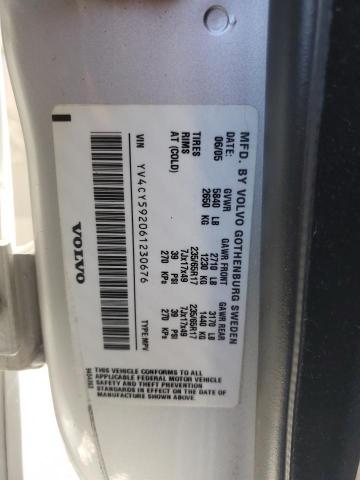 MFD. BY VOLVO GOTHENBURG SWEDEN
06/05 GVWR GAWR FRONT GAWR REAR
5840 LB 2710 LB 3170 LB
2650 KG 1230 KG 1440 KG
TIRES 235/65R17 235/65R17
RIMS 7Jx17x49 7Jx17x49
AT (COLD) 39 PSI 39 PSI
270 KPa 270 KPa
VIN YV4CY592061230676 TYPE:MPV
VOLVO
THIS VEHICLE CONFORMS TO ALL
APPLICABLE FEDERAL MOTOR VEHICLE
SAFETY AND THEFT PREVENTION
STANDARDS IN EFFECT ON THE DATE OF
MANUFACTURE SHOWN ABOVE